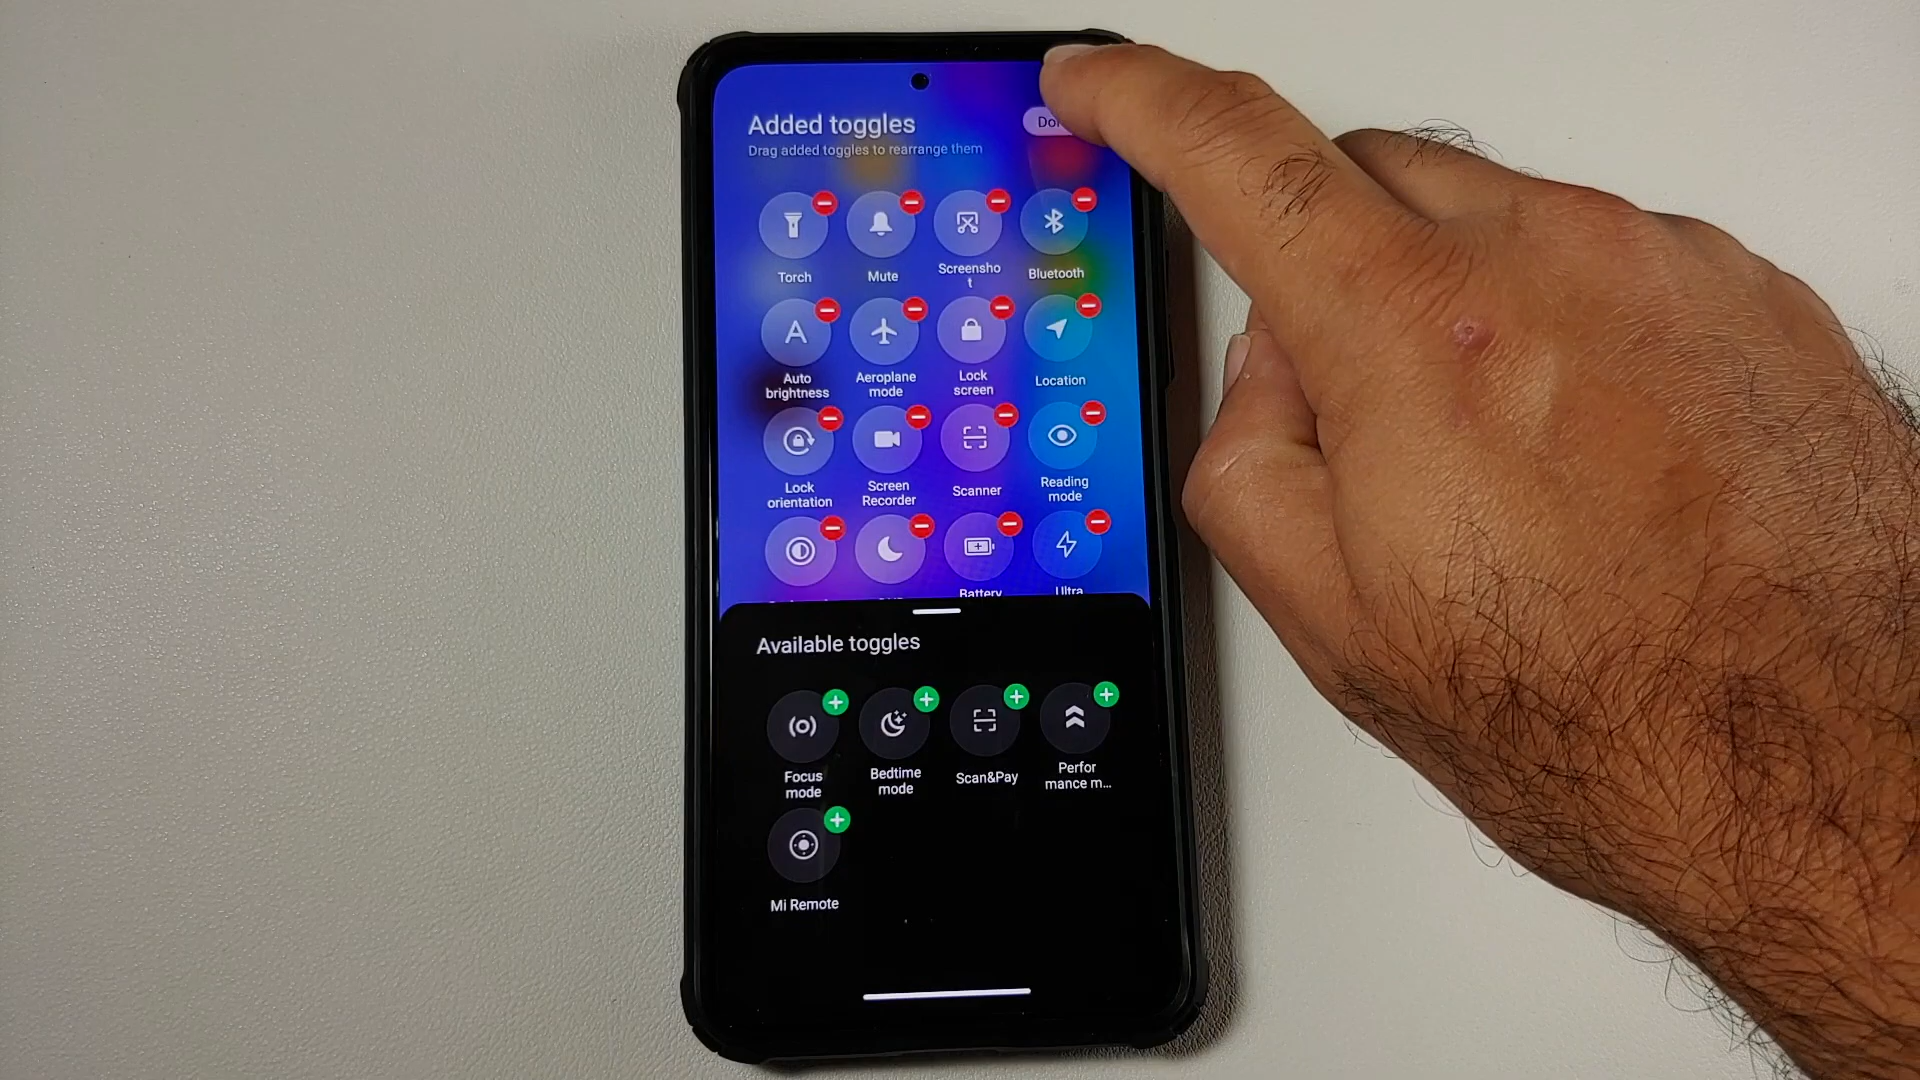 Added toggles
Drag added toggles to rearrange them
Torch
Mute
Screensho
t
Bluetooth
Auto
brightness
Aeroplane
mode
Lock
screen
Location
Lock
orientation
Screen
Recorder
Scanner
Reading
mode
Battery
Ultra
Available toggles
Focus
mode
Bedtime
mode
Scan&Pay
Perfor
mance m...
Mi Remote